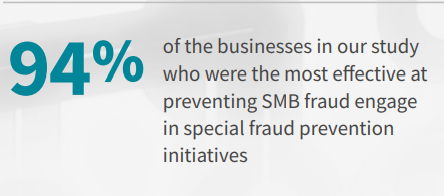 94%
of the businesses in our study
who were the most effective at
preventing SMB fraud engage
in special fraud prevention
initiatives